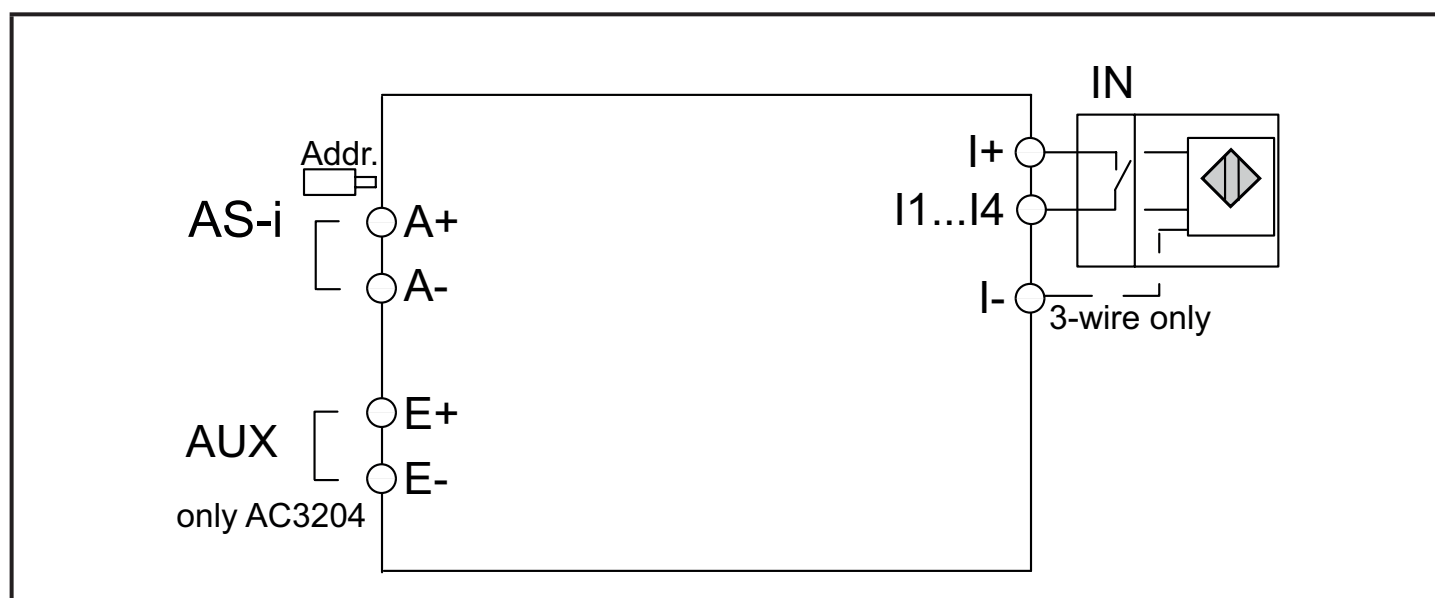 IN
Addr.
I+
AS-i
A+
I1...I4
A-
I-
3-wire only
E+
AUX
E-
only AC3204